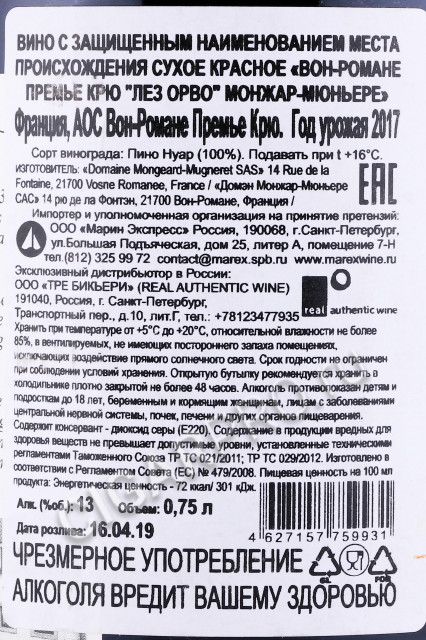 ВИНО С ЗАЩИЩЕННЫМ НАИМЕНОВАНИЕМ МЕСТА
ПРОИСХОЖДЕНИЯ СУХОЕ КРАСНОЕ «ВОН-РОМАНЕ
ПРЕМЬЕ КРЮ "ЛЕЗ ОРВО" МОНЖАР-МЮНЬЕРЕ»
Франция, АОС Вон-Романе Премье Крю. Год урожая 2017
Сорт винограда: Пино Нуар (100%). Подавать при t +16°C.
ИЗГОТОВИТЕЛЬ: «Domaine Mongeard-Mugneret SAS» 14 Rue de la
Fontaine, 21700 Vosne Romanee, France / «Домэн Монжар-Мюньере
САС» 14 рю де ла Фонтэн, 21700 Вон-Романе, Франция /
EAC
Импортер и уполномоченная организация на принятие претензий:
ООО «Марин Экспресс» Россия, 190068, г.Санкт-Петербург,
ул.Большая Подъяческая, дом 25, литер А, помещение 7-Н
тел.(812) 325 99 72 contact@marex.spb.ru www.marexwine.ru
Эксклюзивный дистрибьютор в России:
ООО «ТРЕ БИКЬЕРИ» (REAL AUTHENTIC WINE)
191040, Россия, г. Санкт-Петербург,
Транспортный пер., д.10, лит.Г, тел.: +78123477935
real authentic wine
Хранить при температуре от +5°C до +20°C, относительной влажности не более
85%, в вентилируемых, не имеющих постороннего запаха помещениях,
исключающих воздействие прямого солнечного света. Срок годности не ограничен
при соблюдении условий хранения. Открытую бутылку рекомендуется хранить в
холодильнике плотно закрытой не более 48 часов. Алкоголь противопоказан детям и
подросткам до 18 лет, беременным и кормящим женщинам, лицам с заболеваниями
центральной нервной системы, почек, печени и других органов пищеварения.
Содержит консервант - диоксид серы (Е220). Содержание в продукции вредных для
здоровья веществ не превышает допустимые уровни, установленные техническими
регламентами Таможенного Союза ТР ТС 021/2011; ТР ТС 029/2012. Изготовлено в
соответствии с Регламентом Совета (ЕС) № 479/2008. Пищевая ценность на 100 мл
продукта: Энергетическая ценность - 72 ккал/ 301 кДж.
Алк. (%об.): 13 Объем: 0,75 л
Дата розлива: 16.04.19
4 627157 759931
ЧРЕЗМЕРНОЕ УПОТРЕБЛЕНИЕ
АЛКОГОЛЯ ВРЕДИТ ВАШЕМУ ЗДОРОВЬЮ
GL FOR